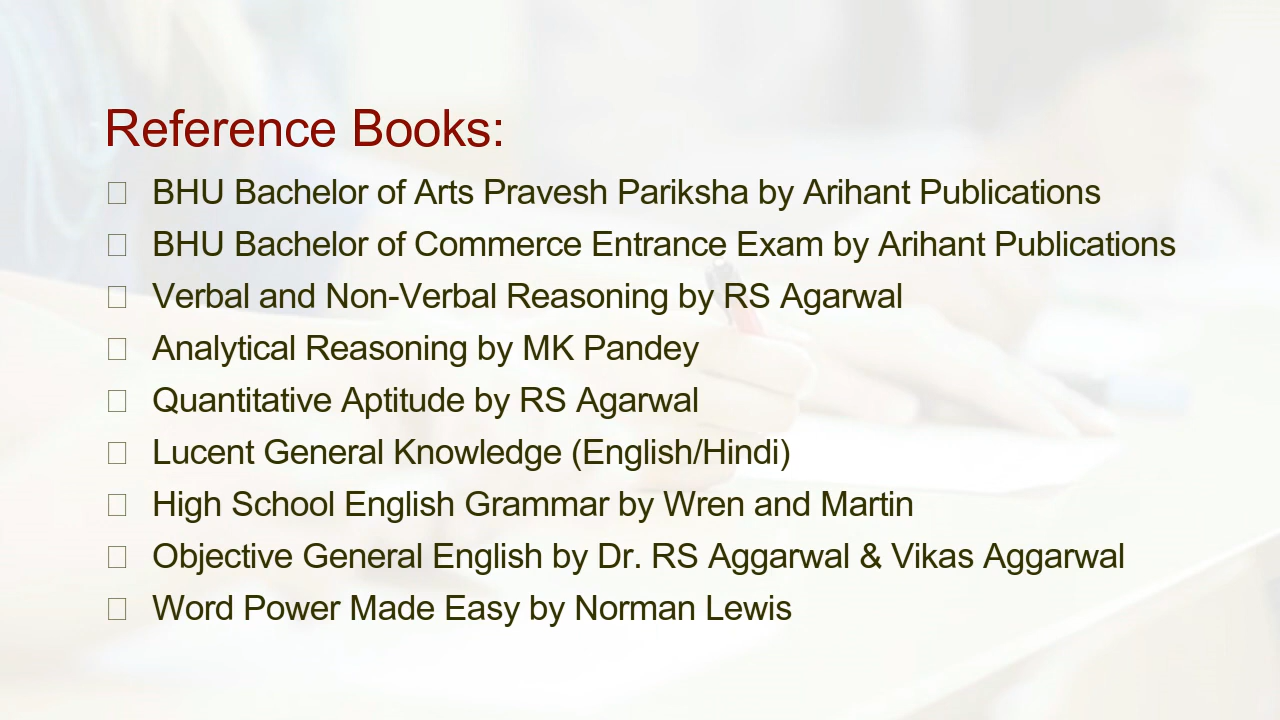 Reference Books:
□ BHU Bachelor of Arts Pravesh Pariksha by Arihant Publications
□ BHU Bachelor of Commerce Entrance Exam by Arihant Publications
□ Verbal and Non-Verbal Reasoning by RS Agarwal
□ Analytical Reasoning by MK Pandey
□ Quantitative Aptitude by RS Agarwal
□ Lucent General Knowledge (English/Hindi)
□ High School English Grammar by Wren and Martin
□ Objective General English by Dr. RS Aggarwal & Vikas Aggarwal
□ Word Power Made Easy by Norman Lewis